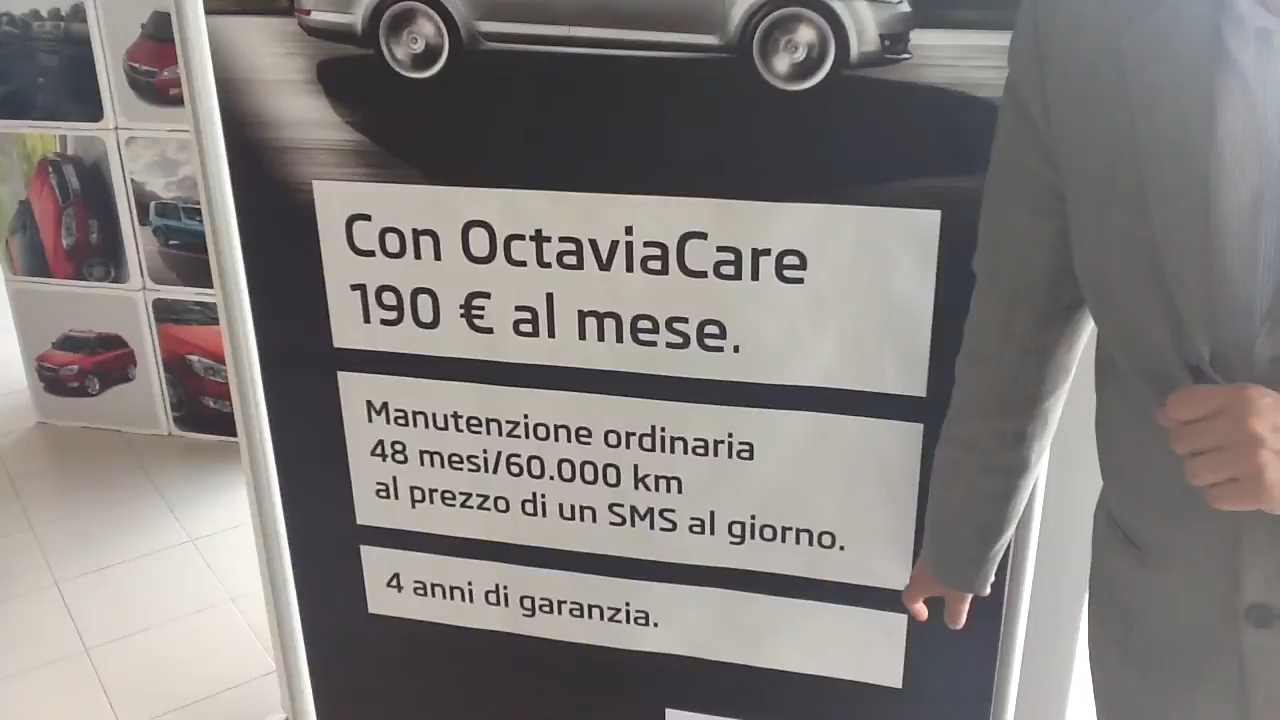 Con OctaviaCare
190 € al mese.
Manutenzione ordinaria
48 mesi/60.000 km
al prezzo di un SMS al giorno.
4 anni di garanzia.